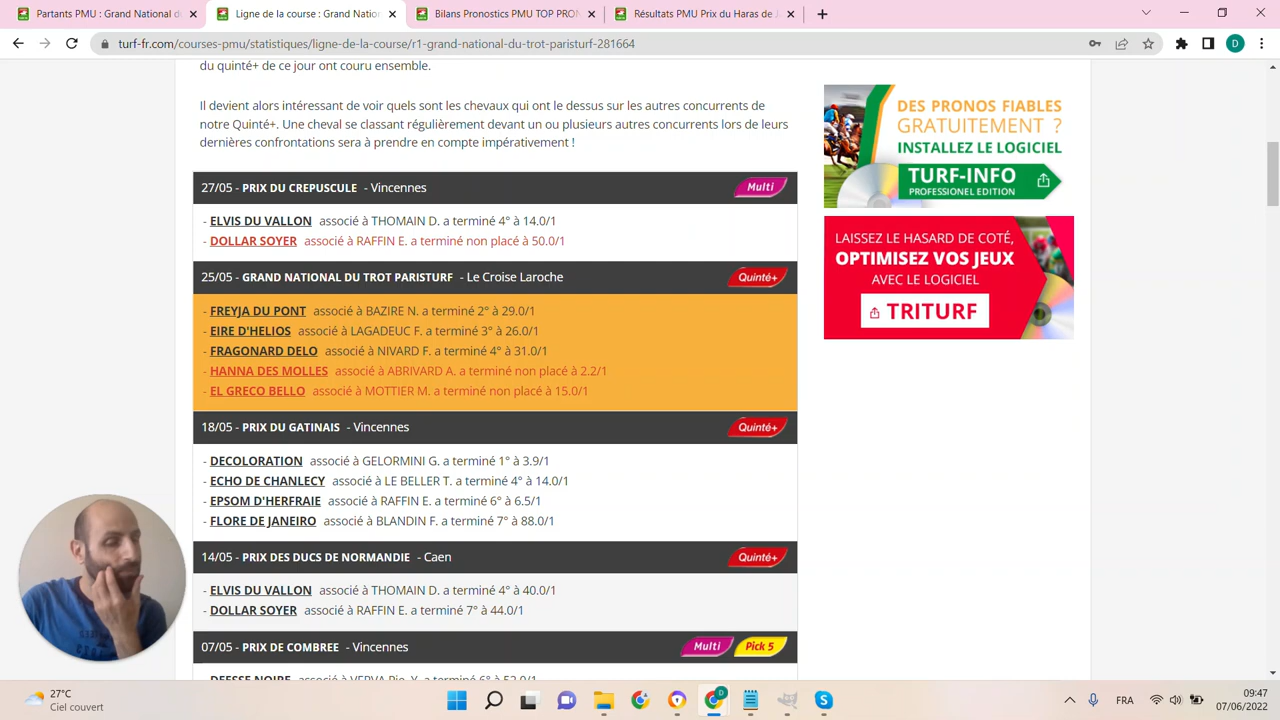 Partants PMU : Grand National d
Ligne de la course : Grand Natio
Bilans Pronostics PMU TOP PRON
Résultats PMU Prix du Haras de J
turf-fr.com/courses-pmu/statistiques/ligne-de-la-course/r1-grand-national-du-trot-paristurf-281664
D
du quinté+ de ce jour ont couru ensemble.
Il devient alors intéressant de voir quels sont les chevaux qui ont le dessus sur les autres concurrents de
notre Quinté+. Une cheval se classant régulièrement devant un ou plusieurs autres concurrents lors de leurs
dernières confrontations sera à prendre en compte impérativement !
27/05 - PRIX DU CREPUSCULE - Vincennes Multi
- ELVIS DU VALLON associé à THOMAIN D. a terminé 4° à 14.0/1
- DOLLAR SOYER associé à RAFFIN E. a terminé non placé à 50.0/1
25/05 - GRAND NATIONAL DU TROT PARISTURF - Le Croise Laroche Quinté+
- FREYJA DU PONT associé à BAZIRE N. a terminé 2° à 29.0/1
- EIRE D'HELIOS associé à LAGADEUC F. a terminé 3° à 26.0/1
- FRAGONARD DELO associé à NIVARD F. a terminé 4° à 31.0/1
- HANNA DES MOLLES associé à ABRIVARD A. a terminé non placé à 2.2/1
- EL GRECO BELLO associé à MOTTIER M. a terminé non placé à 15.0/1
18/05 - PRIX DU GATINAIS - Vincennes Quinté+
- DECOLORATION associé à GELORMINI G. a terminé 1° à 3.9/1
- ECHO DE CHANLECY associé à LE BELLER T. a terminé 4° à 14.0/1
- EPSOM D'HERFRAIE associé à RAFFIN E. a terminé 6° à 6.5/1
- FLORE DE JANEIRO associé à BLANDIN F. a terminé 7° à 88.0/1
14/05 - PRIX DES DUCS DE NORMANDIE - Caen Quinté+
- ELVIS DU VALLON associé à THOMAIN D. a terminé 4° à 40.0/1
- DOLLAR SOYER associé à RAFFIN E. a terminé 7° à 44.0/1
07/05 - PRIX DE COMBREE - Vincennes Multi Pick 5
- DEESSE NOIRE associé à VERVA Pie. Y. a terminé 6° à 52.0/1
DES PRONOS FIABLES
GRATUITEMENT ?
INSTALLEZ LE LOGICIEL
TURF-INFO
PROFESSIONEL EDITION
LAISSEZ LE HASARD DE COTÉ,
OPTIMISEZ VOS JEUX
AVEC LE LOGICIEL
TRITURF
27°C
Ciel couvert
FRA
09:47
07/06/2022